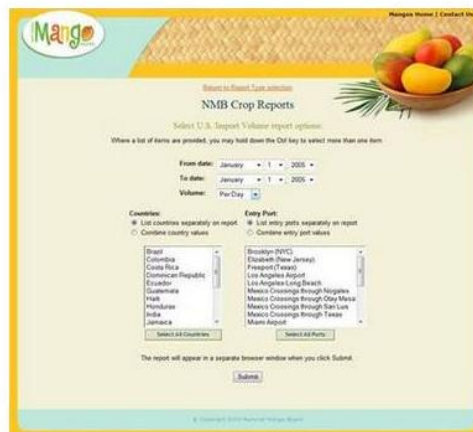 Mangos Home | Contact Us
Mango
Return to Report Type selection
NMB Crop Reports
Select U.S. Import Volume report options:
Where a list of items are provided, you may hold down the Ctrl key to select more than one item
From date: January 1 2005
To date: January 1 2005
Volume: Per Day
Countries:
List countries separately on report
Combine country values
Brazil
Colombia
Costa Rica
Dominican Republic
Ecuador
Guatemala
Haiti
Honduras
India
Jamaica
Select All Countries
Entry Port:
List entry ports separately on report
Combine entry port values
Brooklyn (NYC)
Elizabeth (New Jersey)
Freeport (Texas)
Los Angeles Airport
Los Angeles Long Beach
Mexico Crossings through Nogales
Mexico Crossings through Otay Mesa
Mexico Crossings through San Luis
Mexico Crossings through Texas
Miami Airport
Select All Ports
The report will appear in a separate browser window when you click Submit.
Submit
National Mango Board